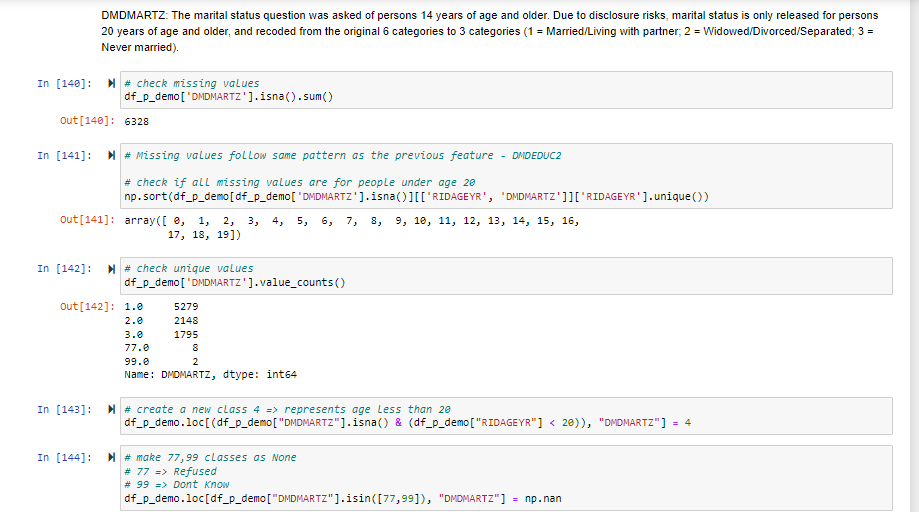 DMDMARTZ: The marital status question was asked of persons 14 years of age and older. Due to disclosure risks, marital status is only released for persons
20 years of age and older, and recoded from the original 6 categories to 3 categories (1 = Married/Living with partner; 2 = Widowed/Divorced/Separated; 3 =
Never married).
In [140]: # check missing values
df_p_demo['DMDMARTZ'].isna().sum()
Out[140]: 6328
In [141]: # Missing values follow same pattern as the previous feature - DMDEDUC2
# check if all missing values are for people under age 20
np.sort(df_p_demo[df_p_demo['DMDMARTZ'].isna()][['RIDAGEYR', 'DMDMARTZ']]['RIDAGEYR'].unique())
Out[141]: array([ 0, 1, 2, 3, 4, 5, 6, 7, 8, 9, 10, 11, 12, 13, 14, 15, 16,
17, 18, 19])
In [142]: # check unique values
df_p_demo['DMDMARTZ'].value_counts()
Out[142]: 1.0 5279
2.0 2148
3.0 1795
77.0 8
99.0 2
Name: DMDMARTZ, dtype: int64
In [143]: # create a new class 4 => represents age less than 20
df_p_demo.loc[(df_p_demo["DMDMARTZ"].isna() & (df_p_demo["RIDAGEYR"] < 20)), "DMDMARTZ"] = 4
In [144]: # make 77,99 classes as None
# 77 => Refused
# 99 => Dont Know
df_p_demo.loc[df_p_demo["DMDMARTZ"].isin([77,99]), "DMDMARTZ"] = np.nan